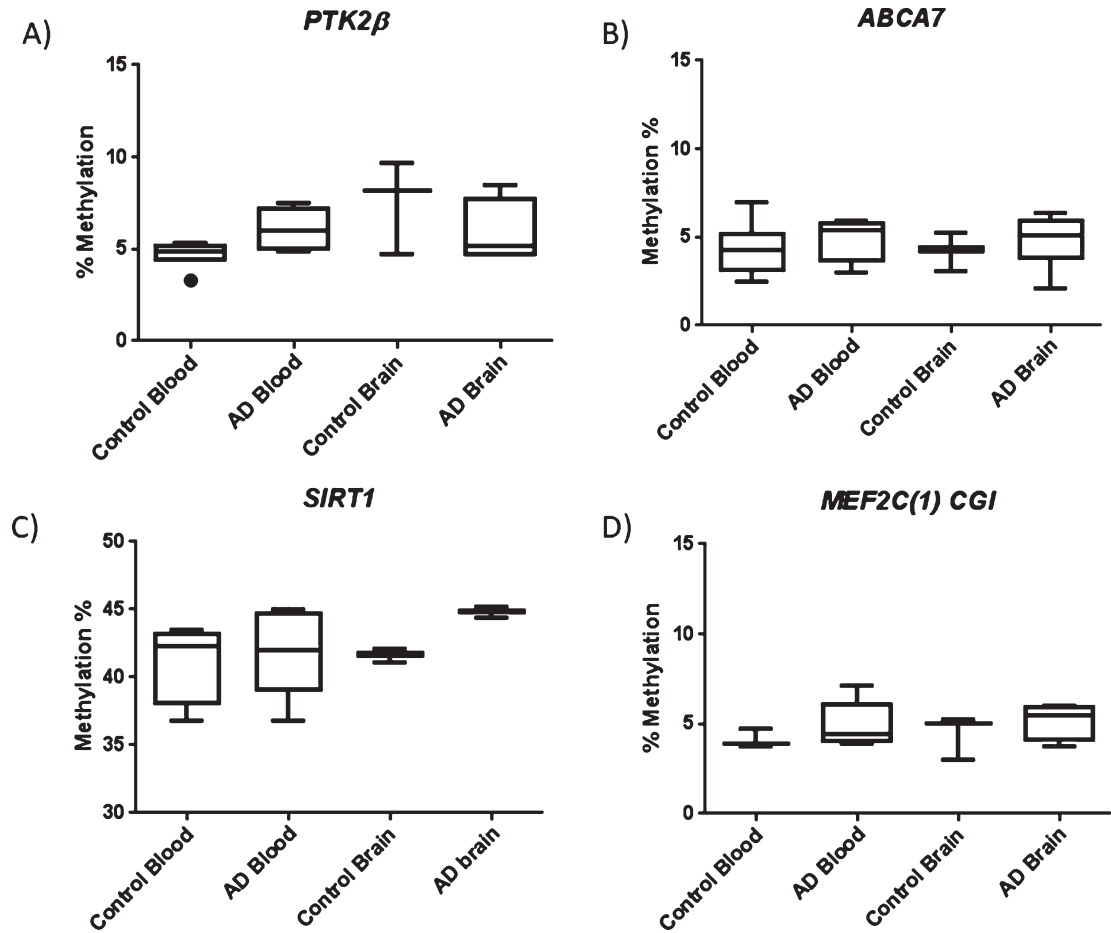 A)
PTK2β
% Methylation
15
10
5
0
Control Blood
AD Blood
Control Brain
AD Brain
B)
ABCA7
Methylation %
15
10
5
0
Control Blood
AD Blood
Control Brain
AD Brain
C)
SIRT1
Methylation %
50
45
40
35
30
Control Blood
AD Blood
Control Brain
AD brain
D)
MEF2C(1) CGI
% Methylation
15
10
5
0
Control Blood
AD Blood
Control Brain
AD Brain